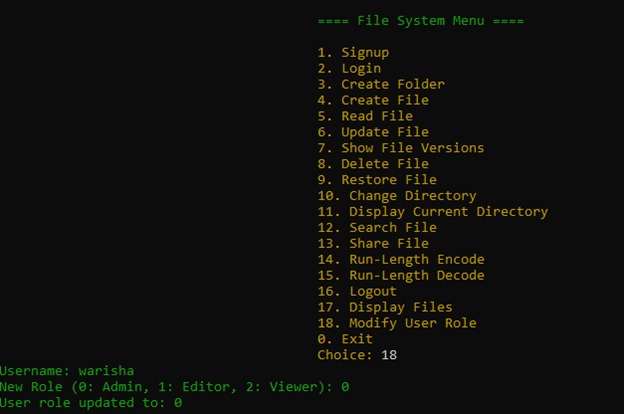 ==== File System Menu ====
1. Signup
2. Login
3. Create Folder
4. Create File
5. Read File
6. Update File
7. Show File Versions
8. Delete File
9. Restore File
10. Change Directory
11. Display Current Directory
12. Search File
13. Share File
14. Run-Length Encode
15. Run-Length Decode
16. Logout
17. Display Files
18. Modify User Role
0. Exit
Choice: 18
Username: warisha
New Role (0: Admin, 1: Editor, 2: Viewer): 0
User role updated to: 0